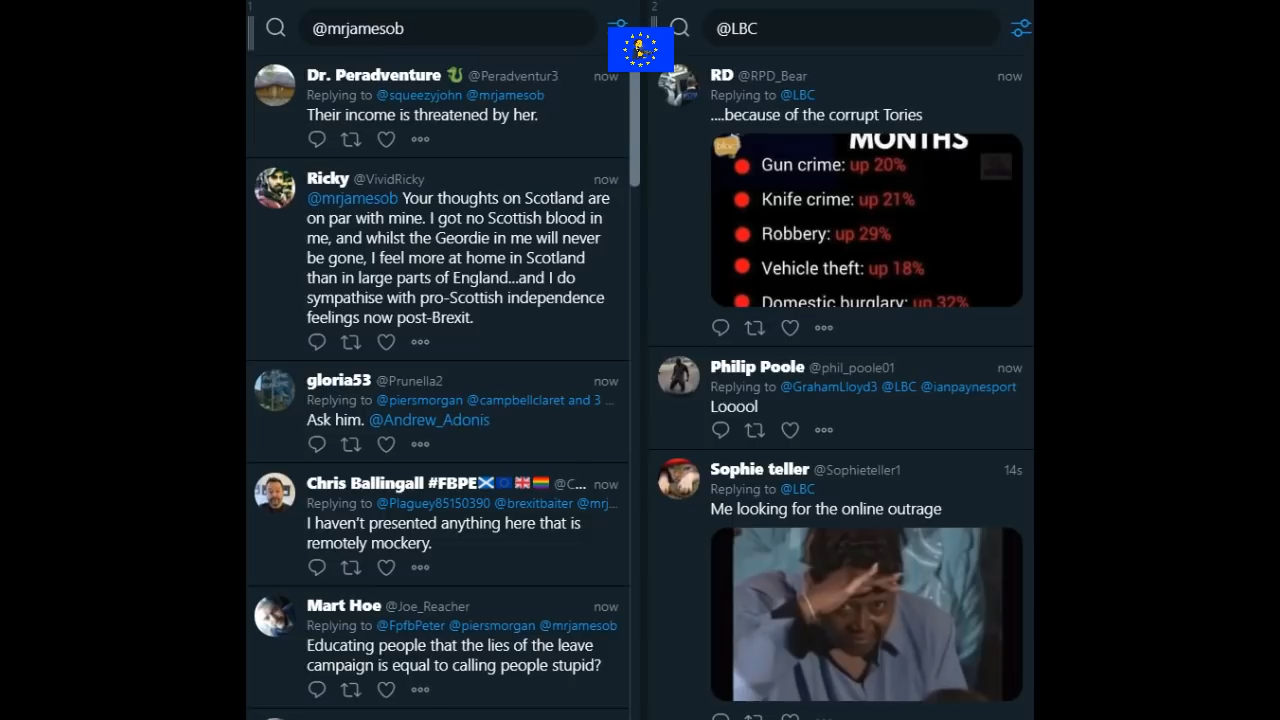 1
@mrjamesob
Dr. Peradventure @Peradventur3 now
Replying to @squeezyjohn @mrjamesob
Their income is threatened by her.
Ricky @VividRicky now
@mrjamesob Your thoughts on Scotland are
on par with mine. I got no Scottish blood in
me, and whilst the Geordie in me will never
be gone, I feel more at home in Scotland
than in large parts of England...and I do
sympathise with pro-Scottish independence
feelings now post-Brexit.
gloria53 @Prunella2 now
Replying to @piersmorgan @campbellclaret and 3 ...
Ask him. @Andrew_Adonis
Chris Ballingall #FBPE🏴󠁧󠁢󠁳󠁣󠁴󠁿🇪🇺🇬🇧🏳️‍🌈 @C... now
Replying to @Plaguey85150390 @brexitbaiter @mrj...
I haven't presented anything here that is
remotely mockery.
Mart Hoe @Joe_Reacher now
Replying to @FpfbPeter @piersmorgan @mrjamesob
Educating people that the lies of the leave
campaign is equal to calling people stupid?
2
@LBC
RD @RPD_Bear now
Replying to @LBC
....because of the corrupt Tories
MONTHS
Gun crime: up 20%
Knife crime: up 21%
Robbery: up 29%
Vehicle theft: up 18%
Domestic burglary: up 32%
Philip Poole @phil_poole01 now
Replying to @GrahamLloyd3 @LBC @ianpaynesport
Looool
Sophie teller @Sophieteller1 14s
Replying to @LBC
Me looking for the online outrage